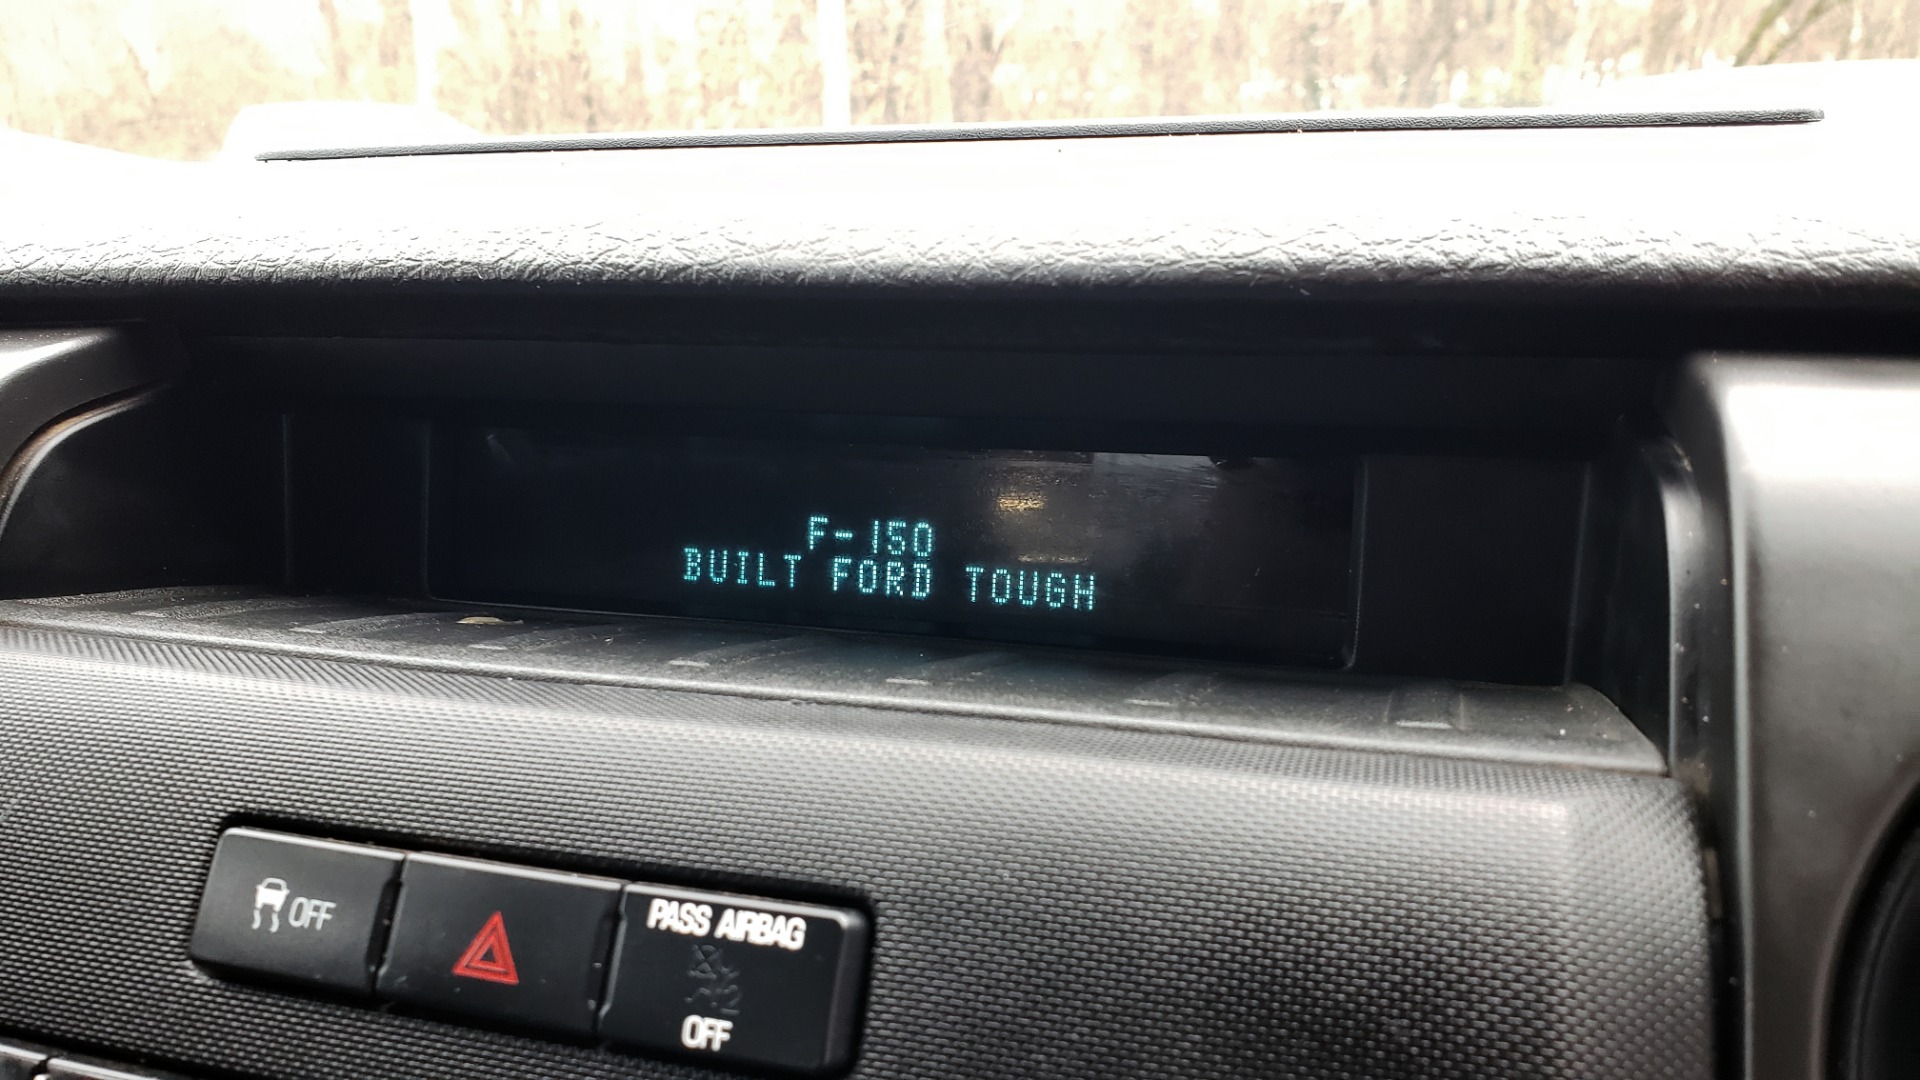 F-150
BUILT FORD TOUGH
OFF
PASS AIRBAG
OFF